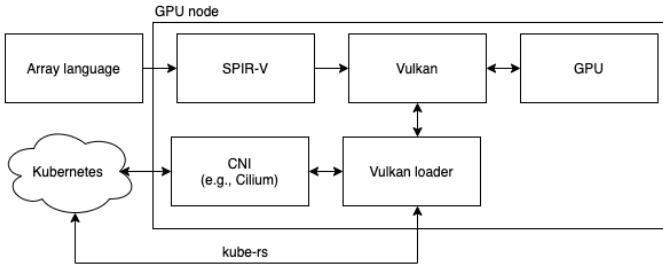 GPU node
Array language
SPIR-V
Vulkan
GPU
Kubernetes
CNI
(e.g., Cilium)
Vulkan loader
kube-rs